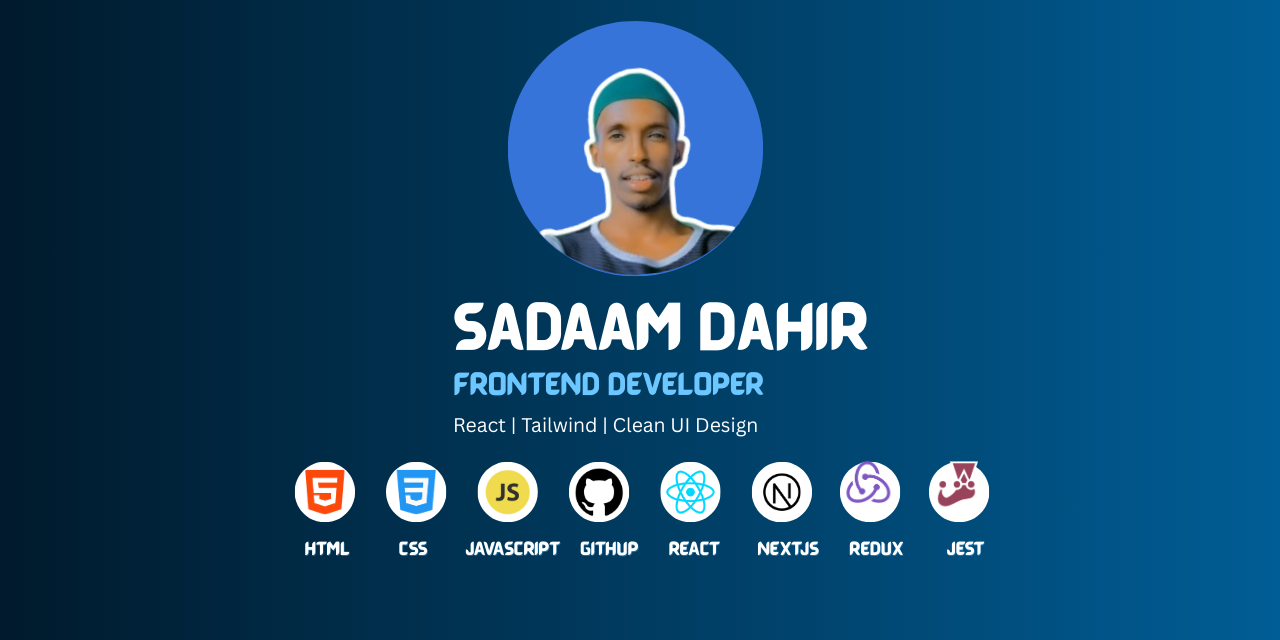 SADAAM DAHIR
FRONTEND DEVELOPER
React | Tailwind | Clean UI Design
JS
N
HTML CSS JAVASCRIPT GITHUP REACT NEXTJS REDUX JEST